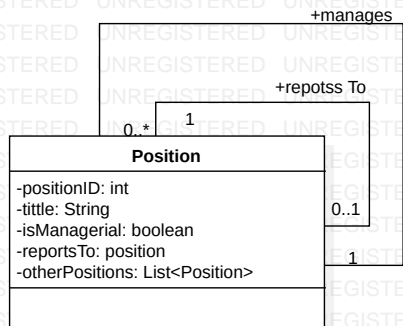 +manages
+repotss To
0..*
1
Position
-positionID: int
-tittle: String
-isManagerial: boolean
-reportsTo: position
-otherPositions: List<Position>
0..1
1
UNREGISTERED